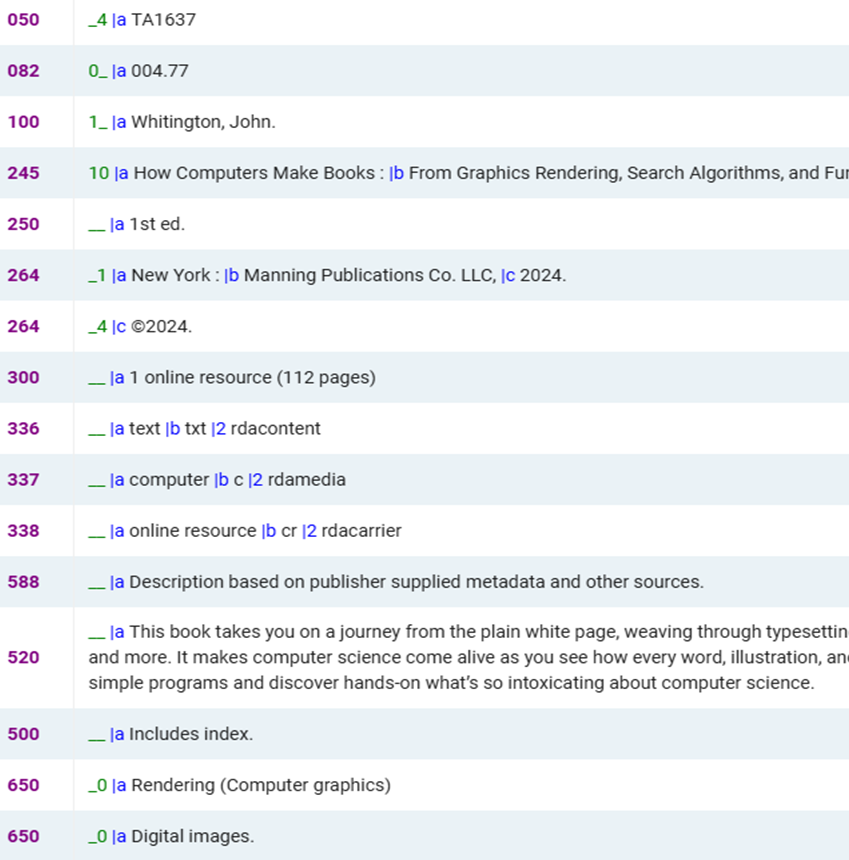 050 _4 |a TA1637
082 0_ |a 004.77
100 1_ |a Whitington, John.
245 10 |a How Computers Make Books : |b From Graphics Rendering, Search Algorithms, and Fu
250 __ |a 1st ed.
264 _1 |a New York : |b Manning Publications Co. LLC, |c 2024.
264 _4 |c ©2024.
300 __ |a 1 online resource (112 pages)
336 __ |a text |b txt |2 rdacontent
337 __ |a computer |b c |2 rdamedia
338 __ |a online resource |b cr |2 rdacarrier
588 __ |a Description based on publisher supplied metadata and other sources.
520 __ |a This book takes you on a journey from the plain white page, weaving through typesettin
and more. It makes computer science come alive as you see how every word, illustration, an
simple programs and discover hands-on what's so intoxicating about computer science.
500 __ |a Includes index.
650 _0 |a Rendering (Computer graphics)
650 _0 |a Digital images.